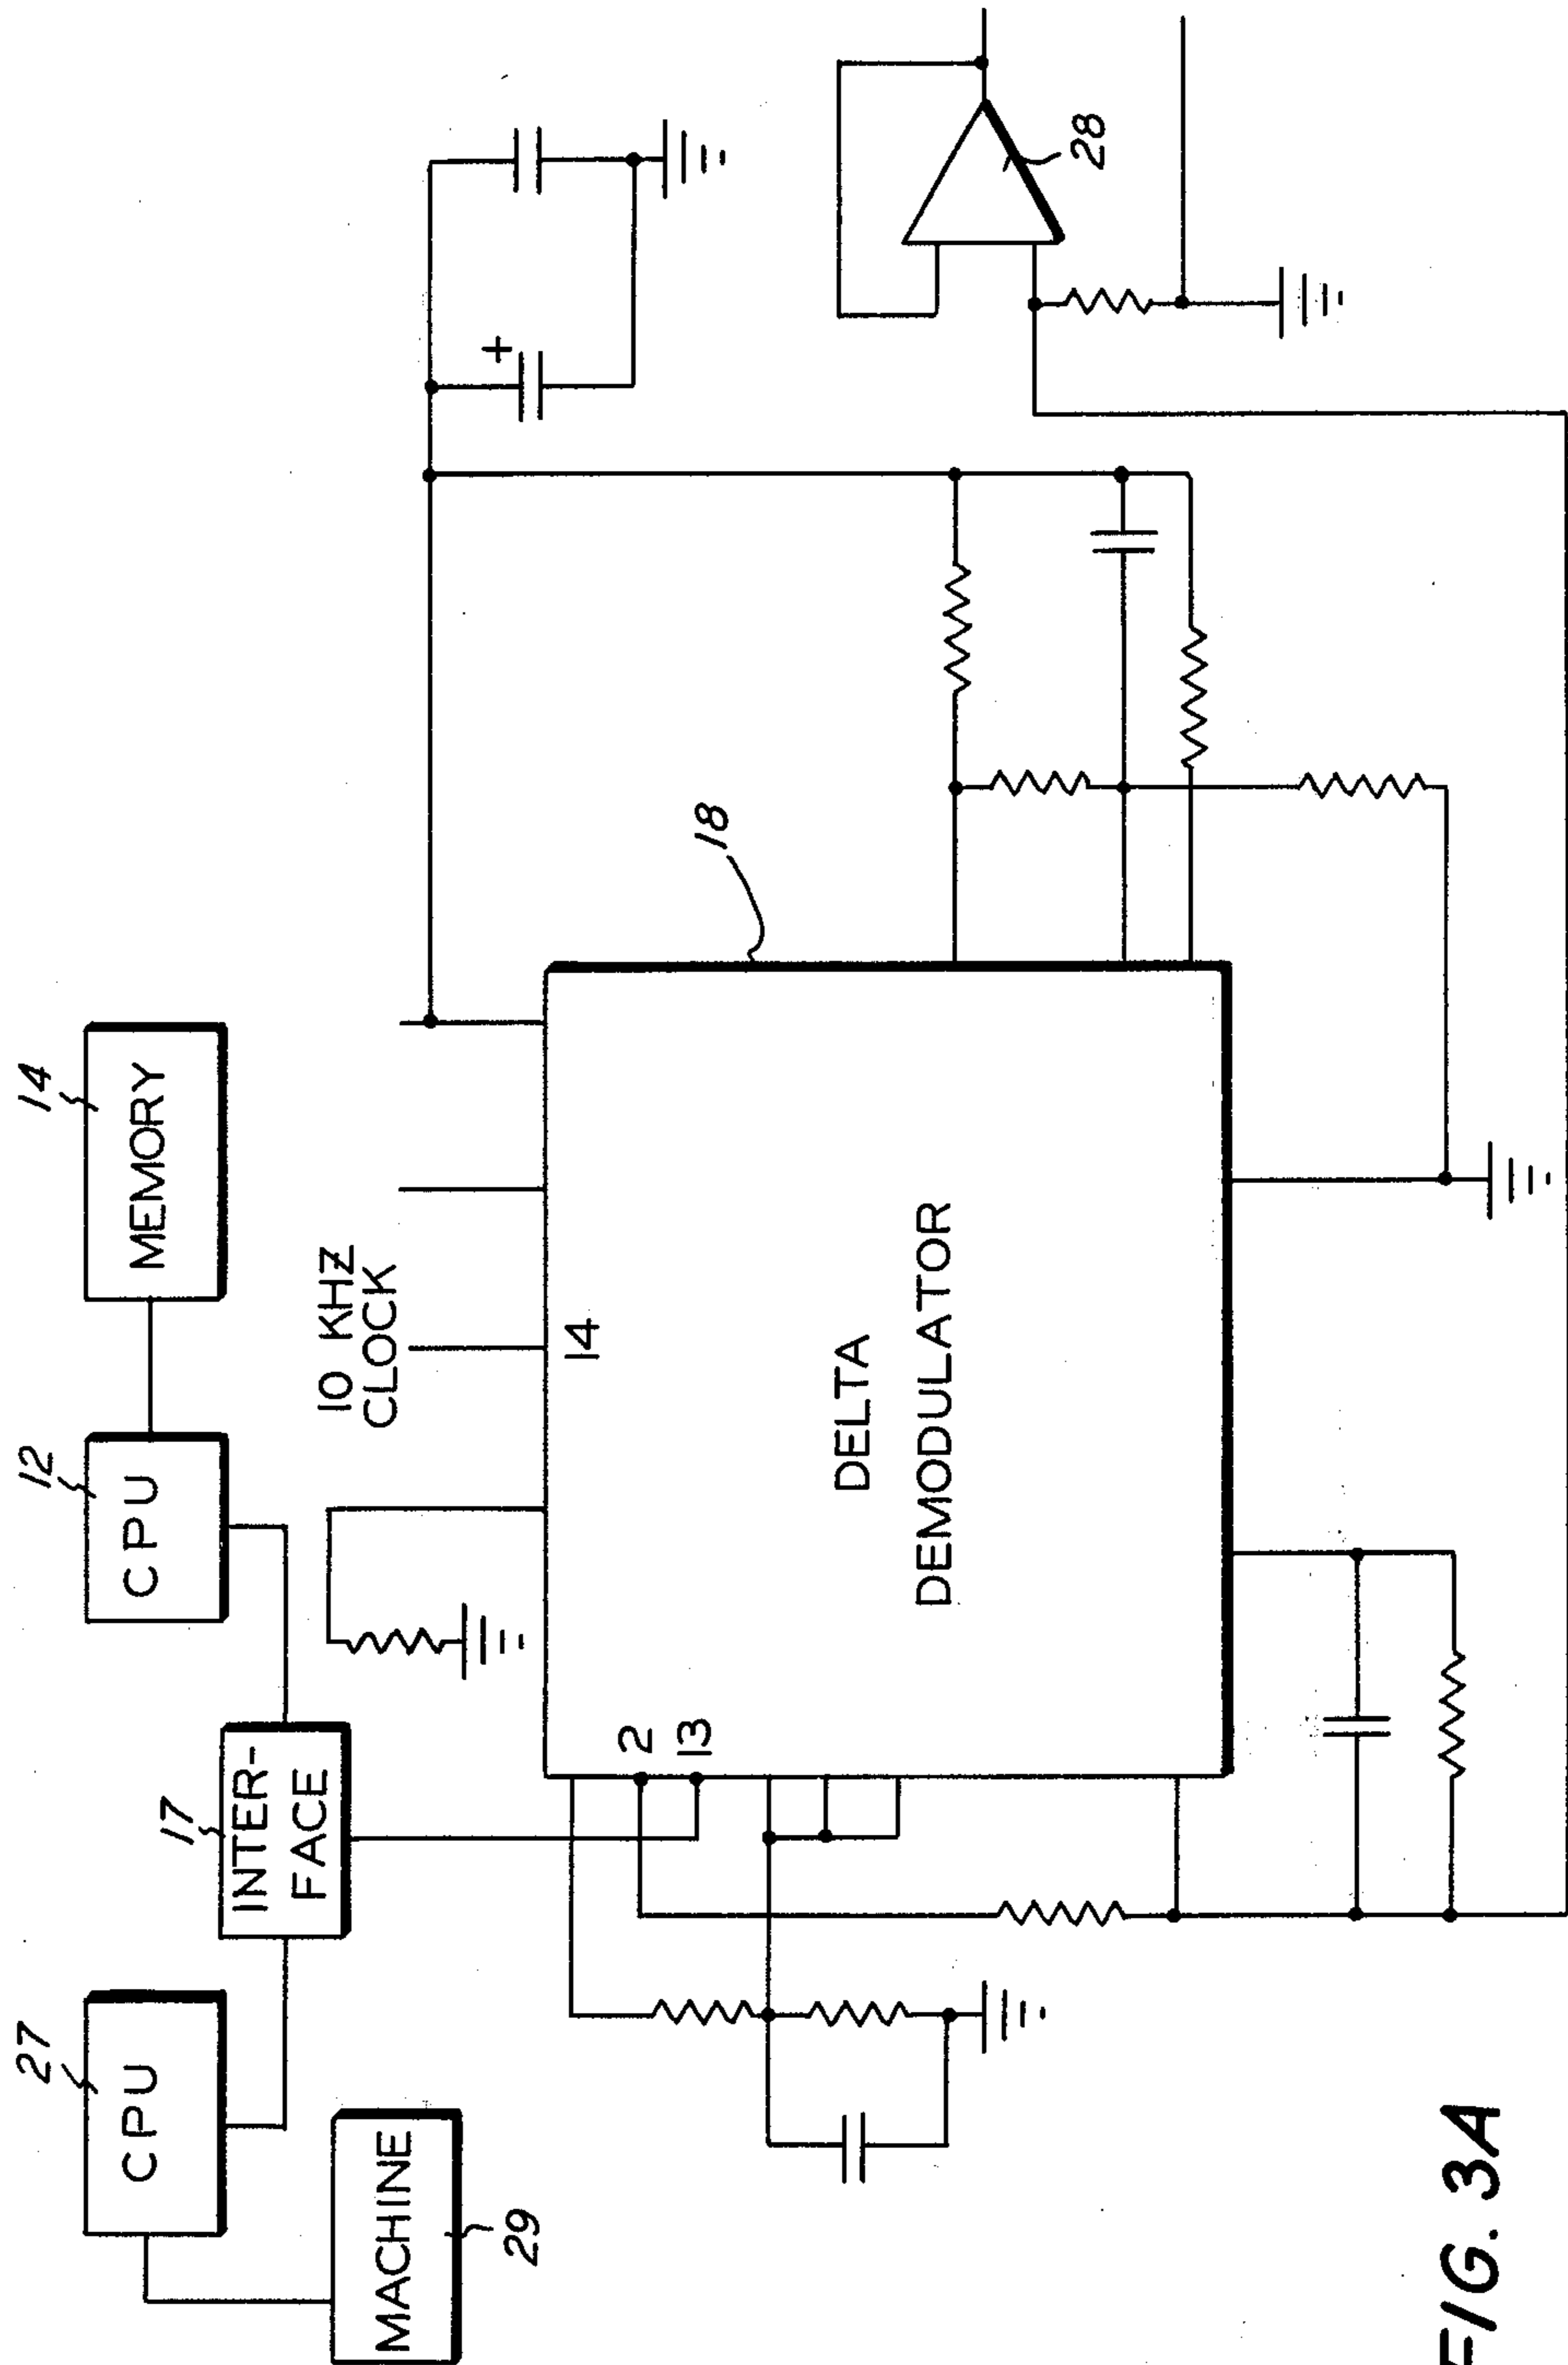 27
CPU
MACHINE
29
17
INTER-
FACE
12
CPU
14
MEMORY
10 KHZ
CLOCK
14
2
13
DELTA
DEMODULATOR
18
+
28
FIG. 3A